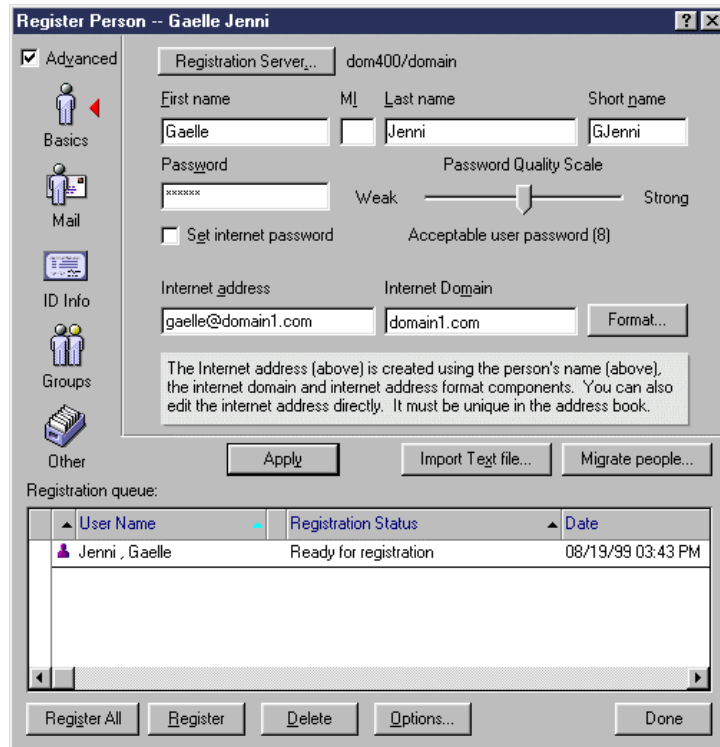 Register Person -- Gaelle Jenni
Advanced
Registration Server...
dom400/domain
First name
MI
Last name
Short name
Gaelle
Jenni
GJenni
Password
Password Quality Scale
xxxxxx
Weak
Strong
Set internet password
Acceptable user password (8)
Internet address
Internet Domain
gaelle@domain1.com
domain1.com
Format...
The Internet address (above) is created using the person's name (above),
the internet domain and internet address format components. You can also
edit the internet address directly. It must be unique in the address book.
Basics
Mail
ID Info
Groups
Other
Apply
Import Text file...
Migrate people...
Registration queue:
User Name
Registration Status
Date
Jenni , Gaelle
Ready for registration
08/19/99 03:43 PM
Register All
Register
Delete
Options...
Done